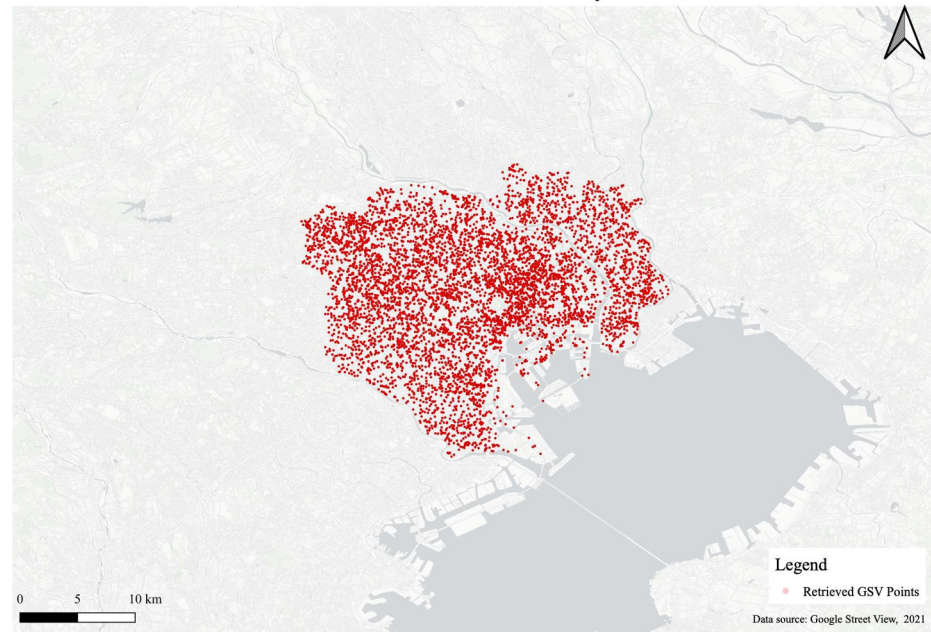 0 5 10 km
Legend
Retrieved GSV Points
Data source: Google Street View, 2021